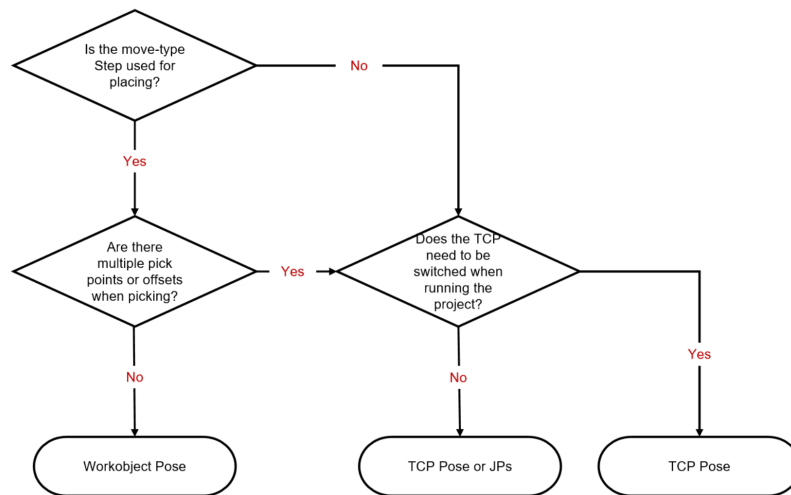 Is the move-type
Step used for
placing?
No
Yes
Are there
multiple pick
points or offsets
when picking?
Yes
Does the TCP
need to be
switched when
running the
project?
Yes
No
No
Workobject Pose
TCP Pose or JPs
TCP Pose